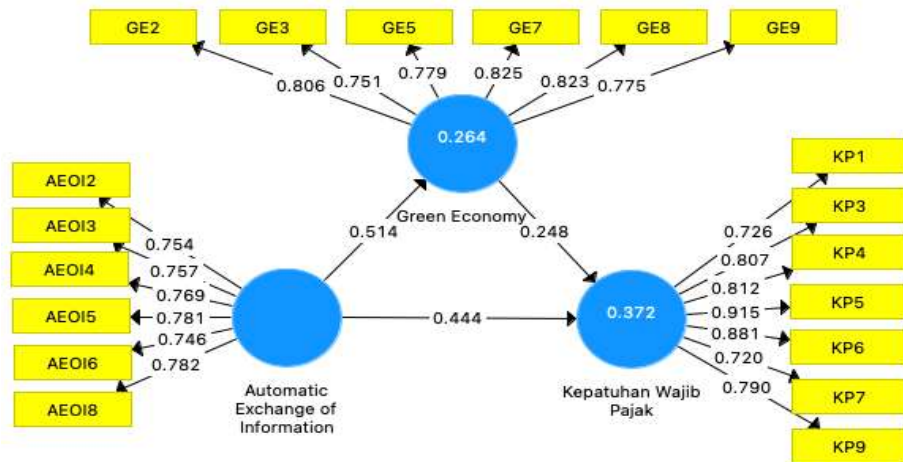 GE2
GE3
GE5
GE7
GE8
GE9
0.806
0.751
0.779
0.825
0.823
0.775
0.264
Green Economy
AEOI2
AEOI3
AEOI4
AEOI5
AEOI6
AEOI8
0.754
0.757
0.769
0.781
0.746
0.782
Automatic
Exchange of
Information
0.514
0.248
0.444
0.372
Kepatuhan Wajib
Pajak
0.726
0.807
0.812
0.915
0.881
0.720
0.790
KP1
KP3
KP4
KP5
KP6
KP7
KP9